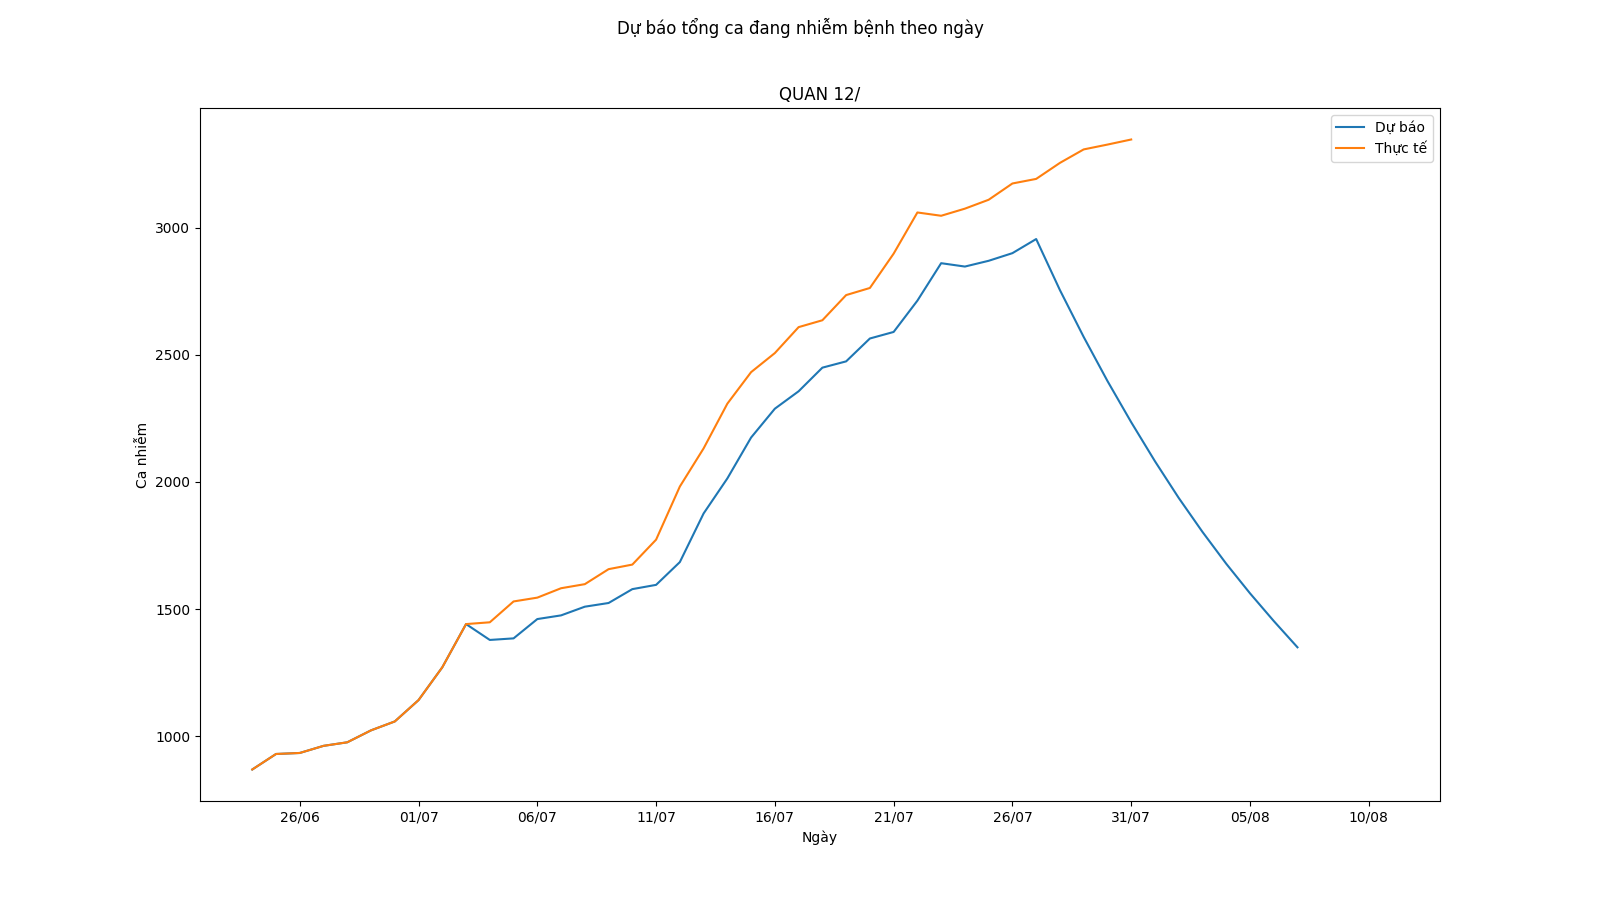 Dự báo tổng ca đang nhiễm bệnh theo ngày
QUAN 12/
Dự báo
Thực tế
3000
2500
2000
1500
1000
Ca nhiễm
26/06 01/07 06/07 11/07 16/07 21/07 26/07 31/07 05/08 10/08
Ngày